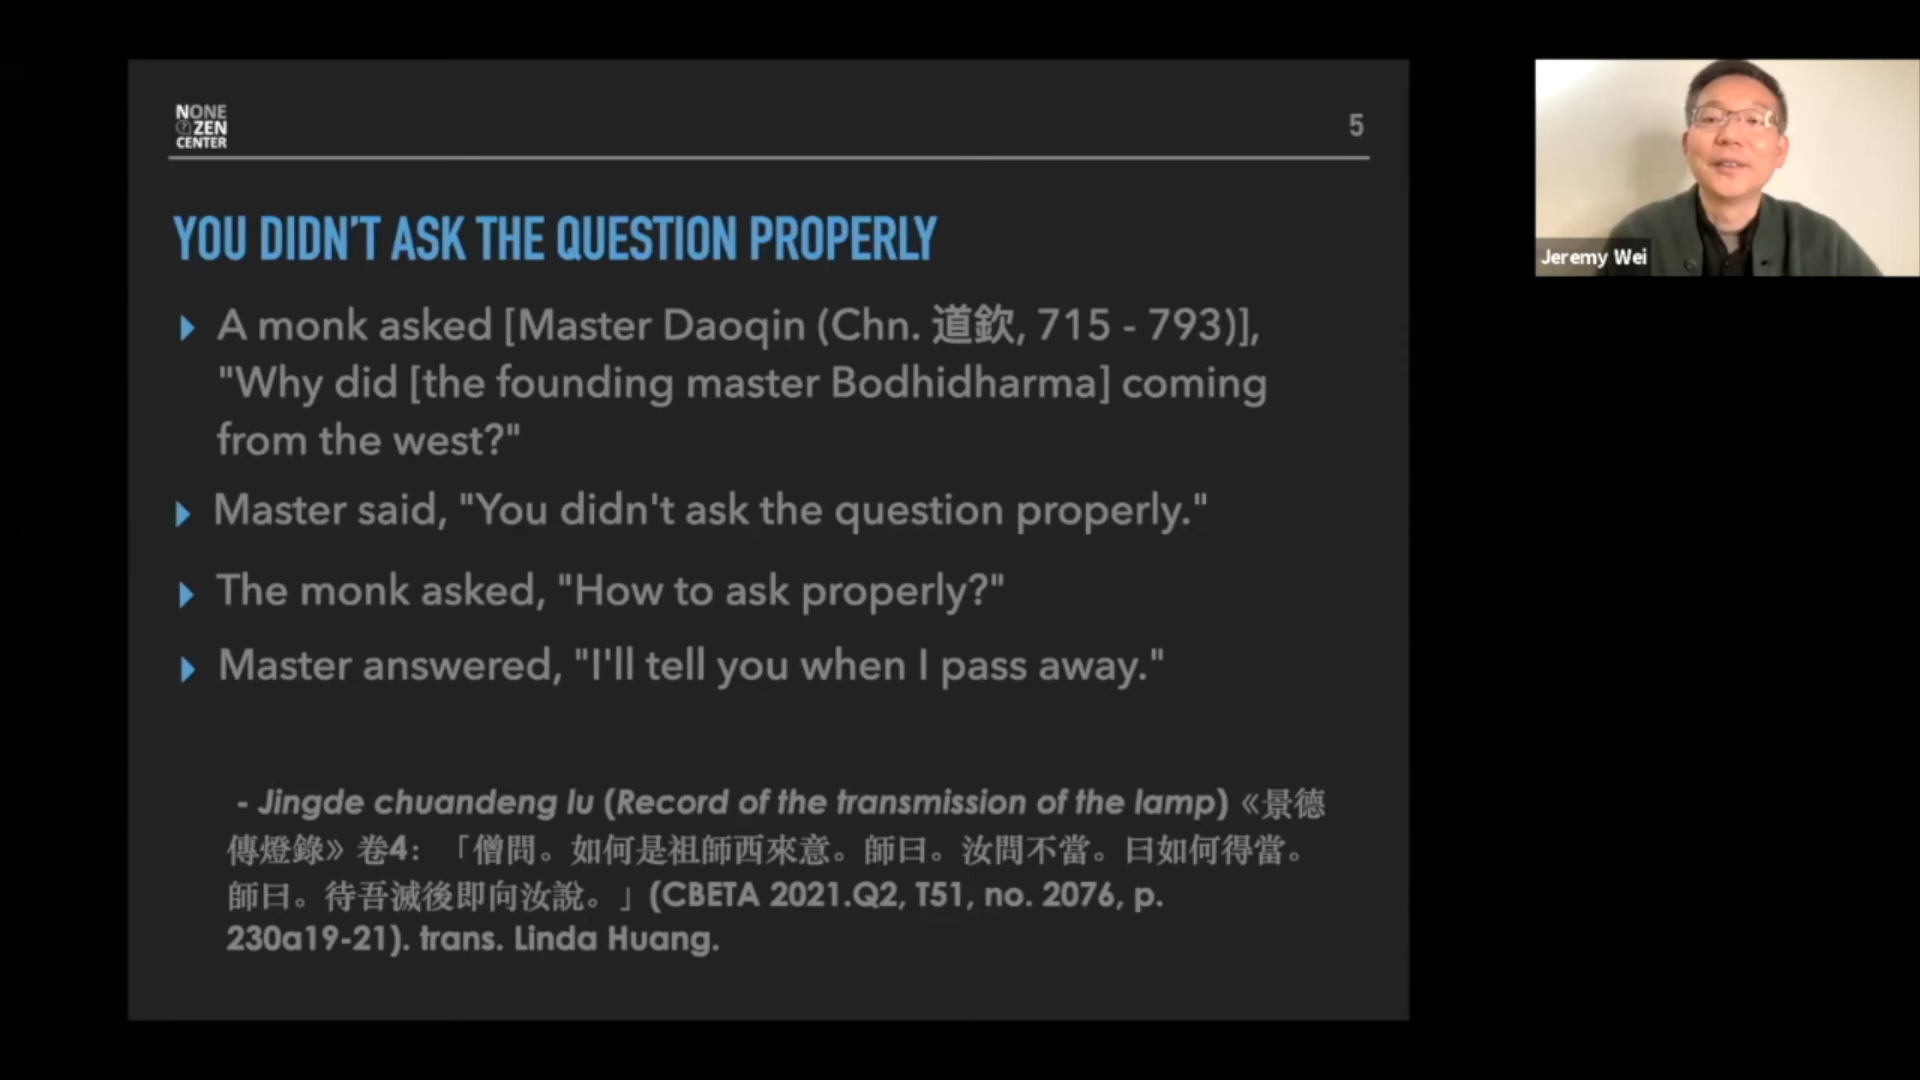 NONE
ZEN
CENTER
5
YOU DIDN'T ASK THE QUESTION PROPERLY
A monk asked [Master Daoqin (Chn. 道欽, 715 - 793)],
"Why did [the founding master Bodhidharma] coming
from the west?"
Master said, "You didn't ask the question properly."
The monk asked, "How to ask properly?"
Master answered, "I'll tell you when I pass away."
- Jingde chuandeng lu (Record of the transmission of the lamp)《景德
傳燈錄》卷4：「僧問。如何是祖師西來意。師曰。汝問不當。曰如何得當。
師曰。待吾滅後即向汝說。」(CBETA 2021.Q2, T51, no. 2076, p.
230a19-21). trans. Linda Huang.
Jeremy Wei